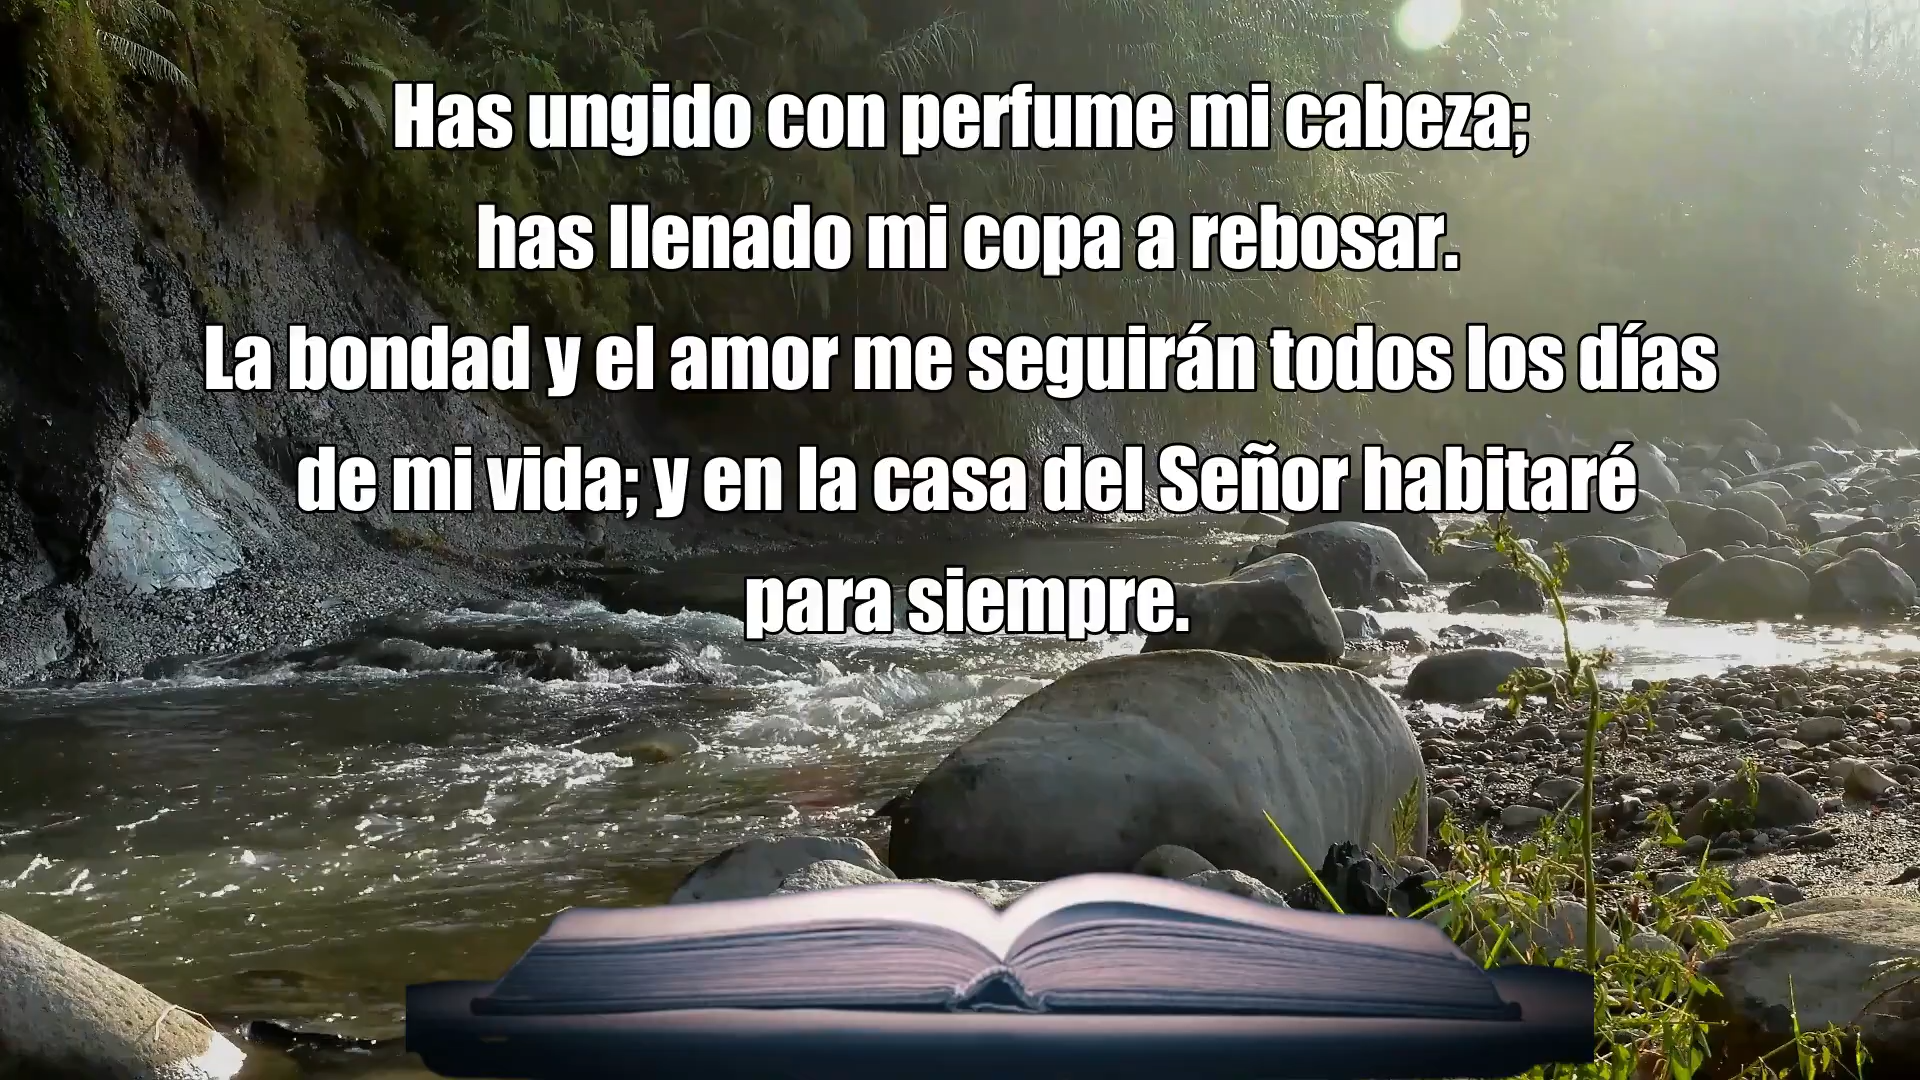 Has ungido con perfume mi cabeza;
has llenado mi copa a rebosar.
La bondad y el amor me seguirán todos los días
de mi vida; y en la casa del Señor habitaré
para siempre.